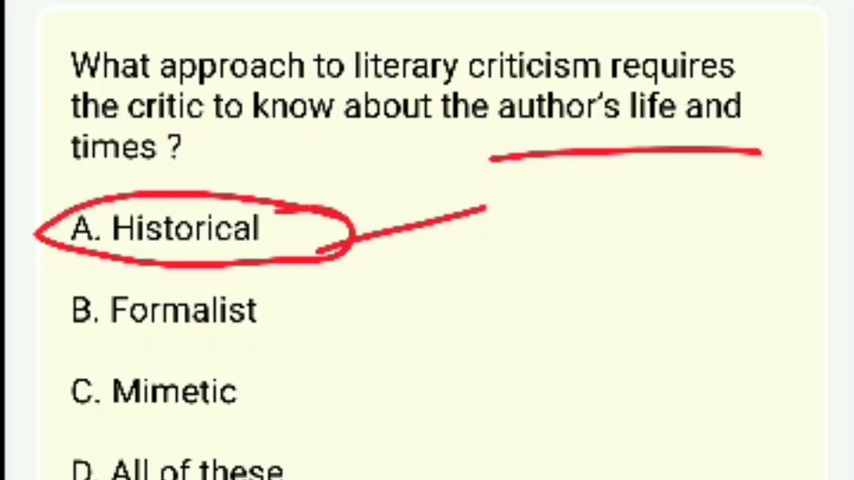 What approach to literary criticism requires
the critic to know about the author's life and
times ?
A. Historical
B. Formalist
C. Mimetic
D. All of these